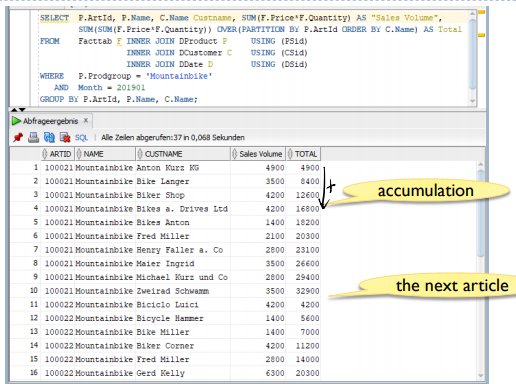 SELECT P.ArtId, P.Name, C.Name Custname, SUM(F.Price*F.Quantity) AS "Sales Volume",
SUM(SUM(F.Price*F.Quantity)) OVER(PARTITION BY P.ArtId ORDER BY C.Name) AS Total
FROM Facttab F INNER JOIN DProduct P USING (PSid)
INNER JOIN DCustomer C USING (CSid)
INNER JOIN DDate D USING (DSid)
WHERE P.Prodgroup = 'Mountainbike'
AND Month = 201901
GROUP BY P.ArtId, P.Name, C.Name;
Abfrageergebnis ×
SQL | Alle Zeilen abgerufen: 37 in 0,068 Sekunden
ARTID NAME CUSTNAME Sales Volume TOTAL
1 100021 Mountainbike Anton Kurz KG 4900 4900
2 100021 Mountainbike Bike Langer 3500 8400
3 100021 Mountainbike Biker Shop 4200 12600
4 100021 Mountainbike Bikes a. Drives Ltd 4200 16800
5 100021 Mountainbike Bikes Anton 1400 18200
6 100021 Mountainbike Fred Miller 2100 20300
7 100021 Mountainbike Henry Faller a. Co 2800 23100
8 100021 Mountainbike Maier Ingrid 3500 26600
9 100021 Mountainbike Michael Kurz und Co 2800 29400
10 100021 Mountainbike Zweirad Schwamm 3500 32900
11 100022 Mountainbike Biciclo Luici 4200 4200
12 100022 Mountainbike Bicycle Hammer 1400 5600
13 100022 Mountainbike Bike Miller 1400 7000
14 100022 Mountainbike Biker Corner 4200 11200
15 100022 Mountainbike Fred Miller 2800 14000
16 100022 Mountainbike Gerd Kelly 6300 20300
+
accumulation
the next article